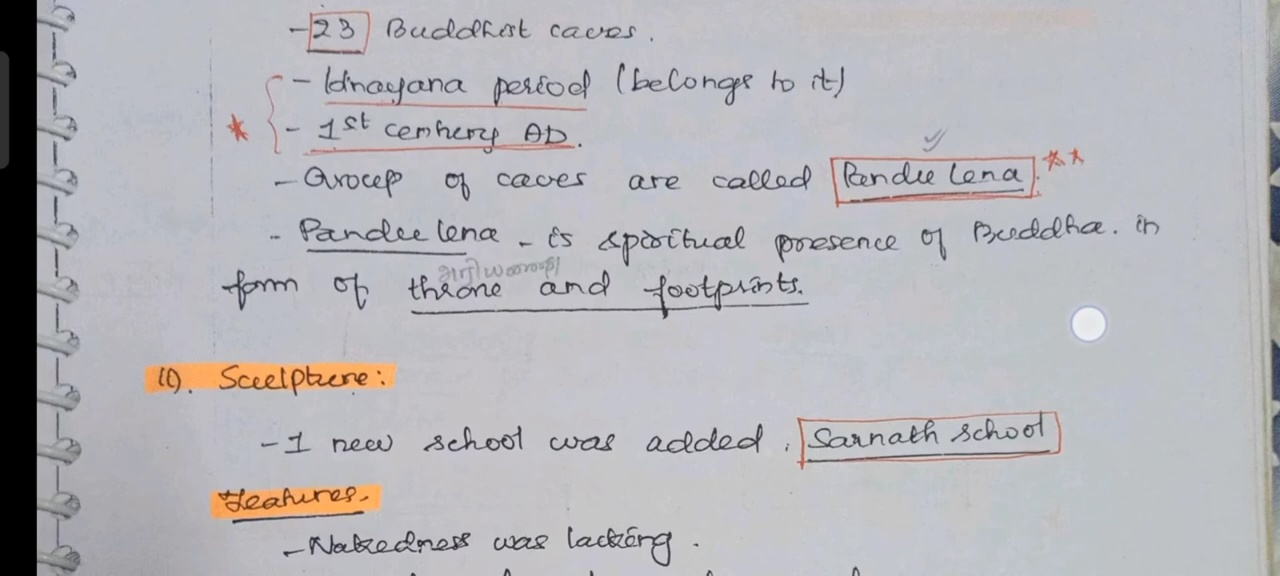 - 23 Buddhist caves.
- Hinayana period (belongs to it)
- 1st century AD.
- Group of caves are called Pandu Lena.
- Pandu lena - is spiritual presence of Buddha. in
form of throne and footprints.
(ii). Sculpture:
- 1 new school was added. Sarnath school
Features.
- Nakedness was lacking.